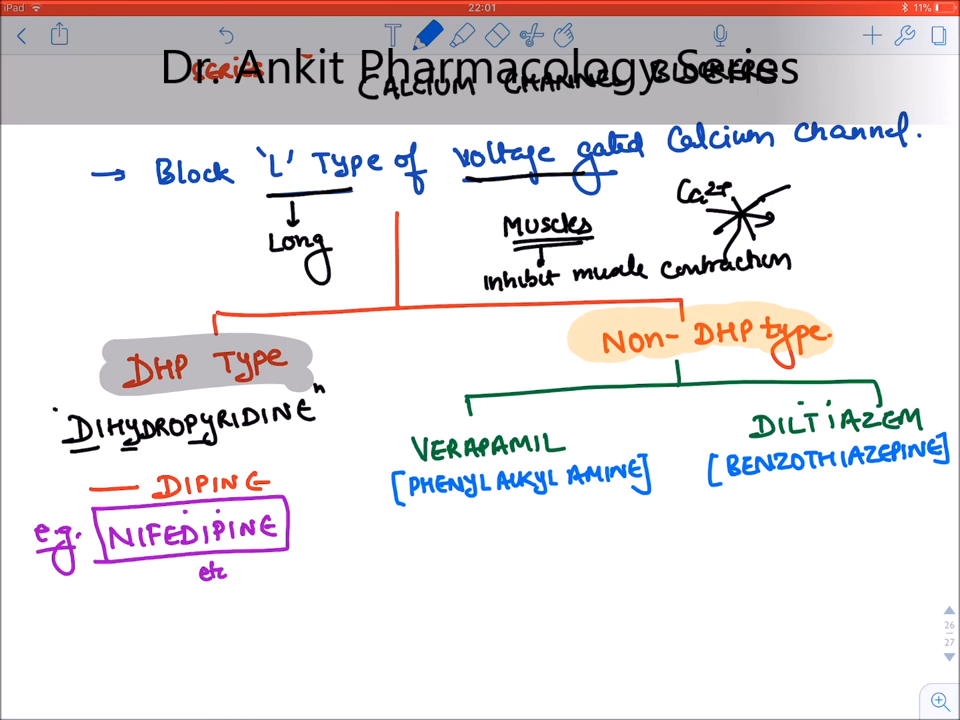 iPad
22:01
11%
T
Dr. Ankit Pharmacology Series
SERIES
CALCIUM CHANNEL BLOCKERS
→ Block 'L' Type of voltage gated Calcium Channel.
Long
Muscles
Ca2+
Inhibit muscle contraction
DHP TYPE
Non-DHP type.
"DIHYDROPYRIDINE"
VERAPAMIL
DILTIAZEM
[PHENYLALKYLAMINE]
[BENZOTHIAZEPINE]
— DIPINE
e.g. NIFEDIPINE
etc
26
27